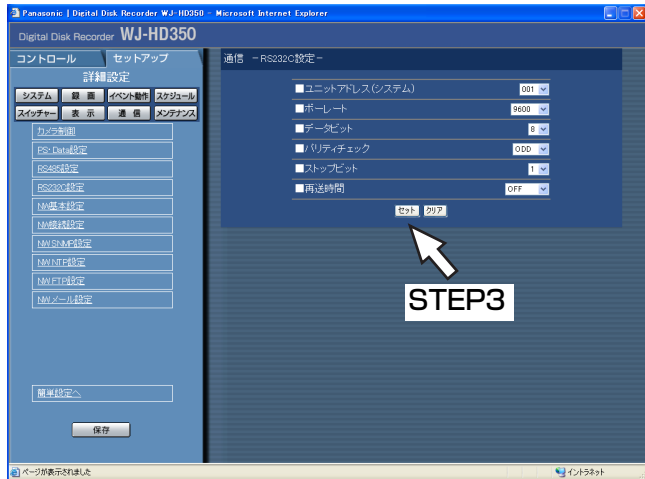 Panasonic | Digital Disk Recorder WJ-HD350 - Microsoft Internet Explorer
Digital Disk Recorder WJ-HD350
コントロール セットアップ
詳細設定
システム 録 画 イベント動作 スケジュール
スイッチャー 表 示 通 信 メンテナンス
カメラ制御
PS･Data設定
RS485設定
RS232C設定
NW基本設定
NW接続設定
NW SNMP設定
NW NTP設定
NW FTP設定
NW メール設定
簡単設定へ
保存
通信 －RS232C設定－
■ユニットアドレス(システム) 001
■ボーレート 9600
■データビット 8
■パリティチェック ODD
■ストップビット 1
■再送時間 OFF
セット クリア
STEP3
ページが表示されました イントラネット